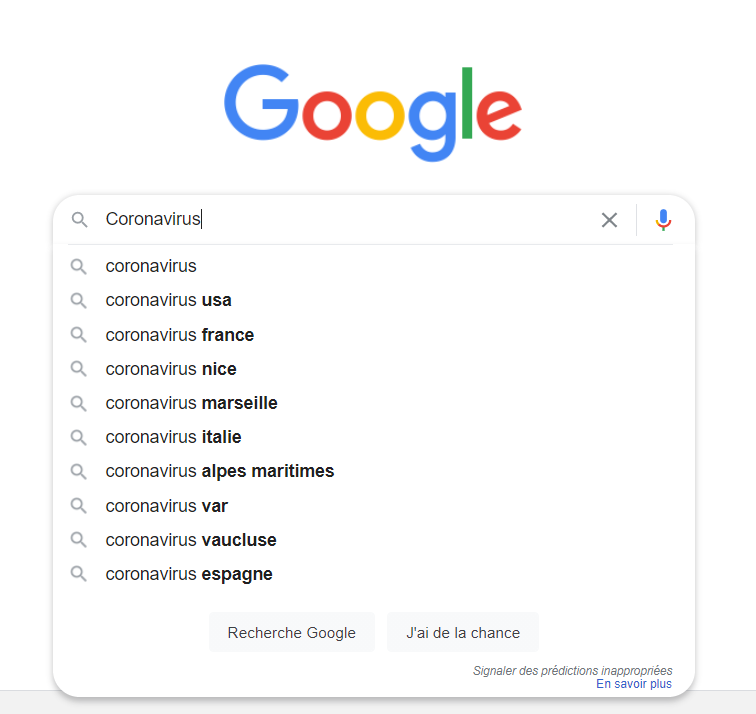 Google
Coronavirus
coronavirus
coronavirus usa
coronavirus france
coronavirus nice
coronavirus marseille
coronavirus italie
coronavirus alpes maritimes
coronavirus var
coronavirus vaucluse
coronavirus espagne
Recherche Google J'ai de la chance
Signaler des prédictions inappropriées
En savoir plus